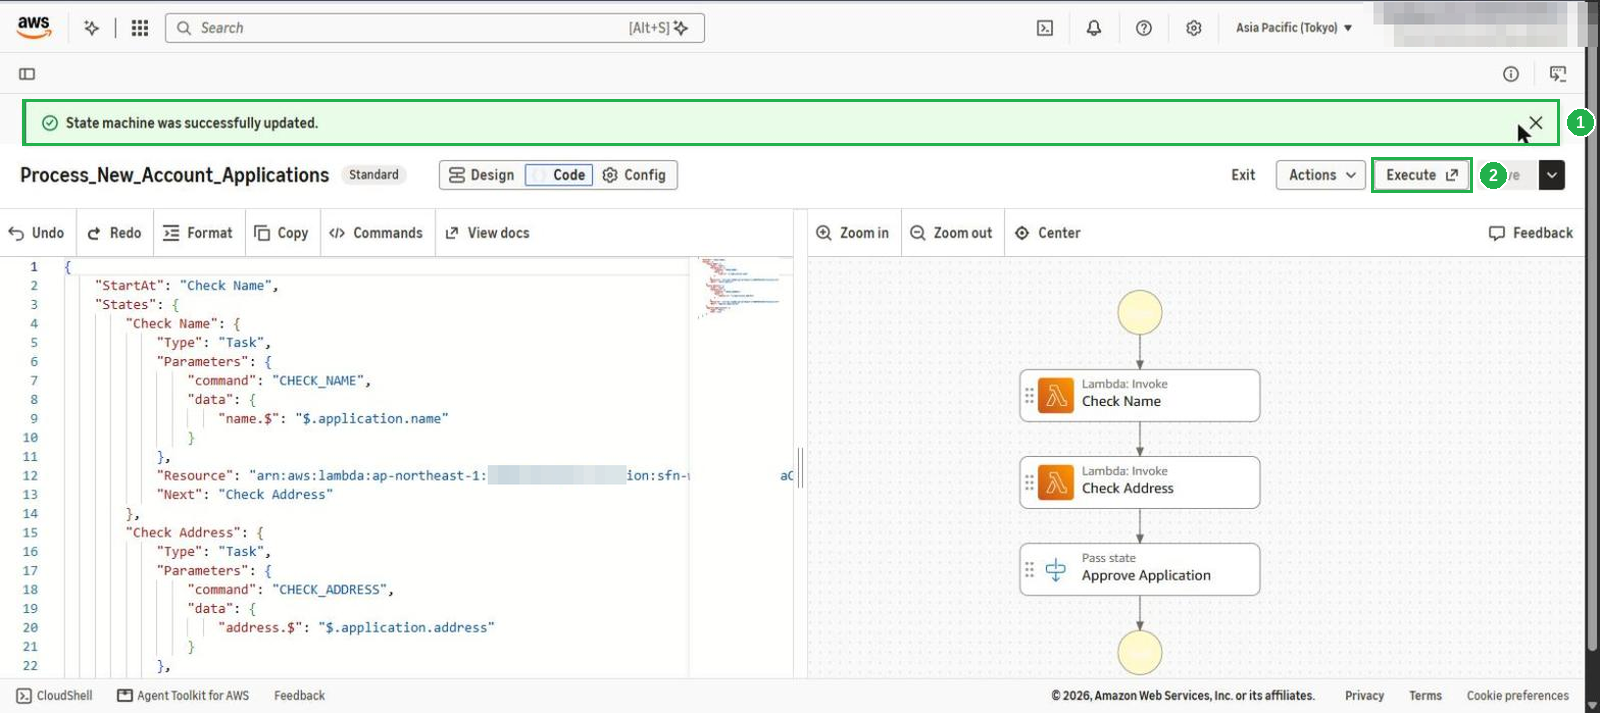 aws
Search [Alt+S]
Asia Pacific (Tokyo)
State machine was successfully updated.
1
Process_New_Account_Applications Standard Design Code Config Exit Actions Execute 2
Undo Redo Format Copy Commands View docs Zoom in Zoom out Center Feedback
1 {
2 "StartAt": "Check Name",
3 "States": {
4 "Check Name": {
5 "Type": "Task",
6 "Parameters": {
7 "command": "CHECK_NAME",
8 "data": {
9 "name.$": "$.application.name"
10 }
11 },
12 "Resource": "arn:aws:lambda:ap-northeast-1: ion:sfn-
13 "Next": "Check Address"
14 },
15 "Check Address": {
16 "Type": "Task",
17 "Parameters": {
18 "command": "CHECK_ADDRESS",
19 "data": {
20 "address.$": "$.application.address"
21 }
22 },
Lambda: Invoke
Check Name
Lambda: Invoke
Check Address
Pass state
Approve Application
CloudShell Agent Toolkit for AWS Feedback © 2026, Amazon Web Services, Inc. or its affiliates. Privacy Terms Cookie preferences